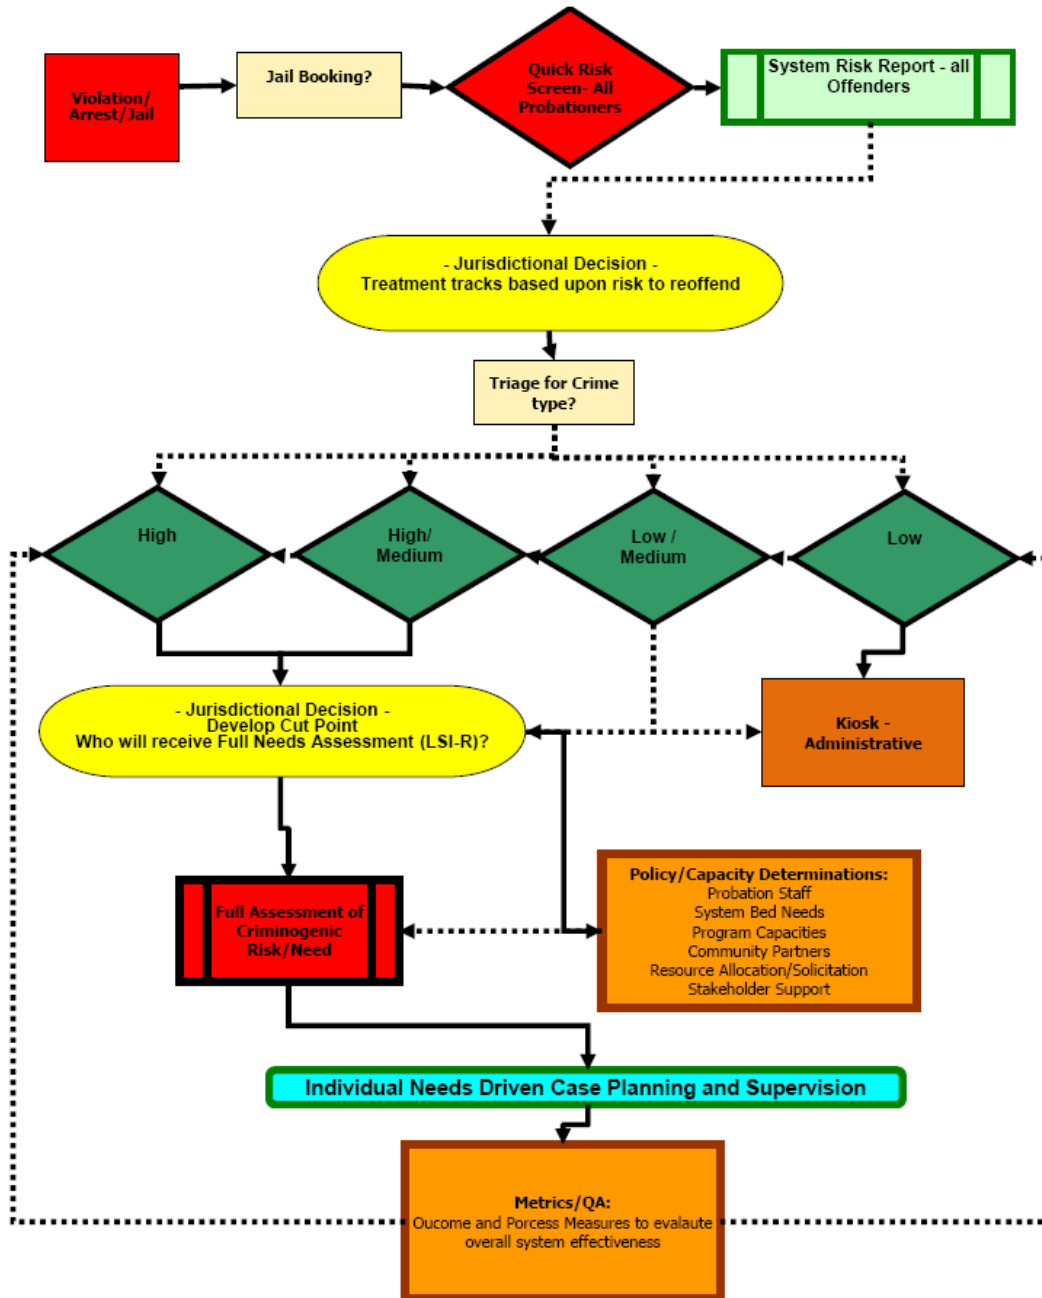 Violation/
Arrest/Jail
Jail Booking?
Quick Risk
Screen- All
Probationers
System Risk Report - all
Offenders
- Jurisdictional Decision -
Treatment tracks based upon risk to reoffend
Triage for Crime
type?
High
High/
Medium
Low /
Medium
Low
- Jurisdictional Decision -
Develop Cut Point
Who will receive Full Needs Assessment (LSI-R)?
Kiosk -
Administrative
Full Assessment of
Criminogenic
Risk/Need
Policy/Capacity Determinations:
Probation Staff
System Bed Needs
Program Capacities
Community Partners
Resource Allocation/Solicitation
Stakeholder Support
Individual Needs Driven Case Planning and Supervision
Metrics/QA:
Oucome and Porcess Measures to evalaute
overall system effectiveness